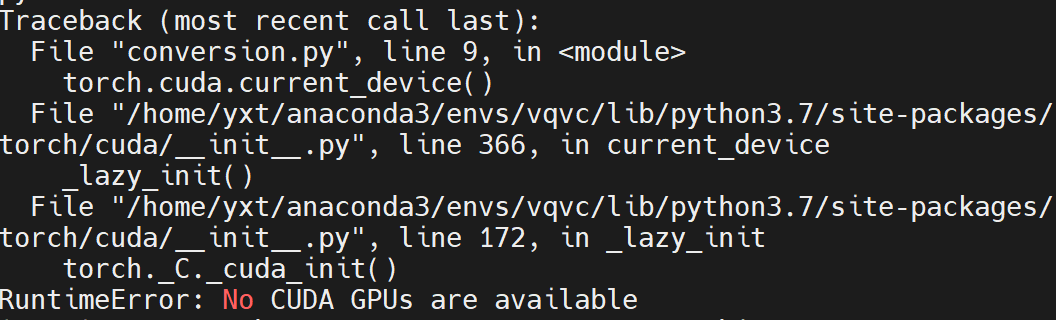 Traceback (most recent call last):
  File "conversion.py", line 9, in <module>
    torch.cuda.current_device()
  File "/home/yxt/anaconda3/envs/vqvc/lib/python3.7/site-packages/
torch/cuda/__init__.py", line 366, in current_device
    _lazy_init()
  File "/home/yxt/anaconda3/envs/vqvc/lib/python3.7/site-packages/
torch/cuda/__init__.py", line 172, in _lazy_init
    torch._C._cuda_init()
RuntimeError: No CUDA GPUs are available